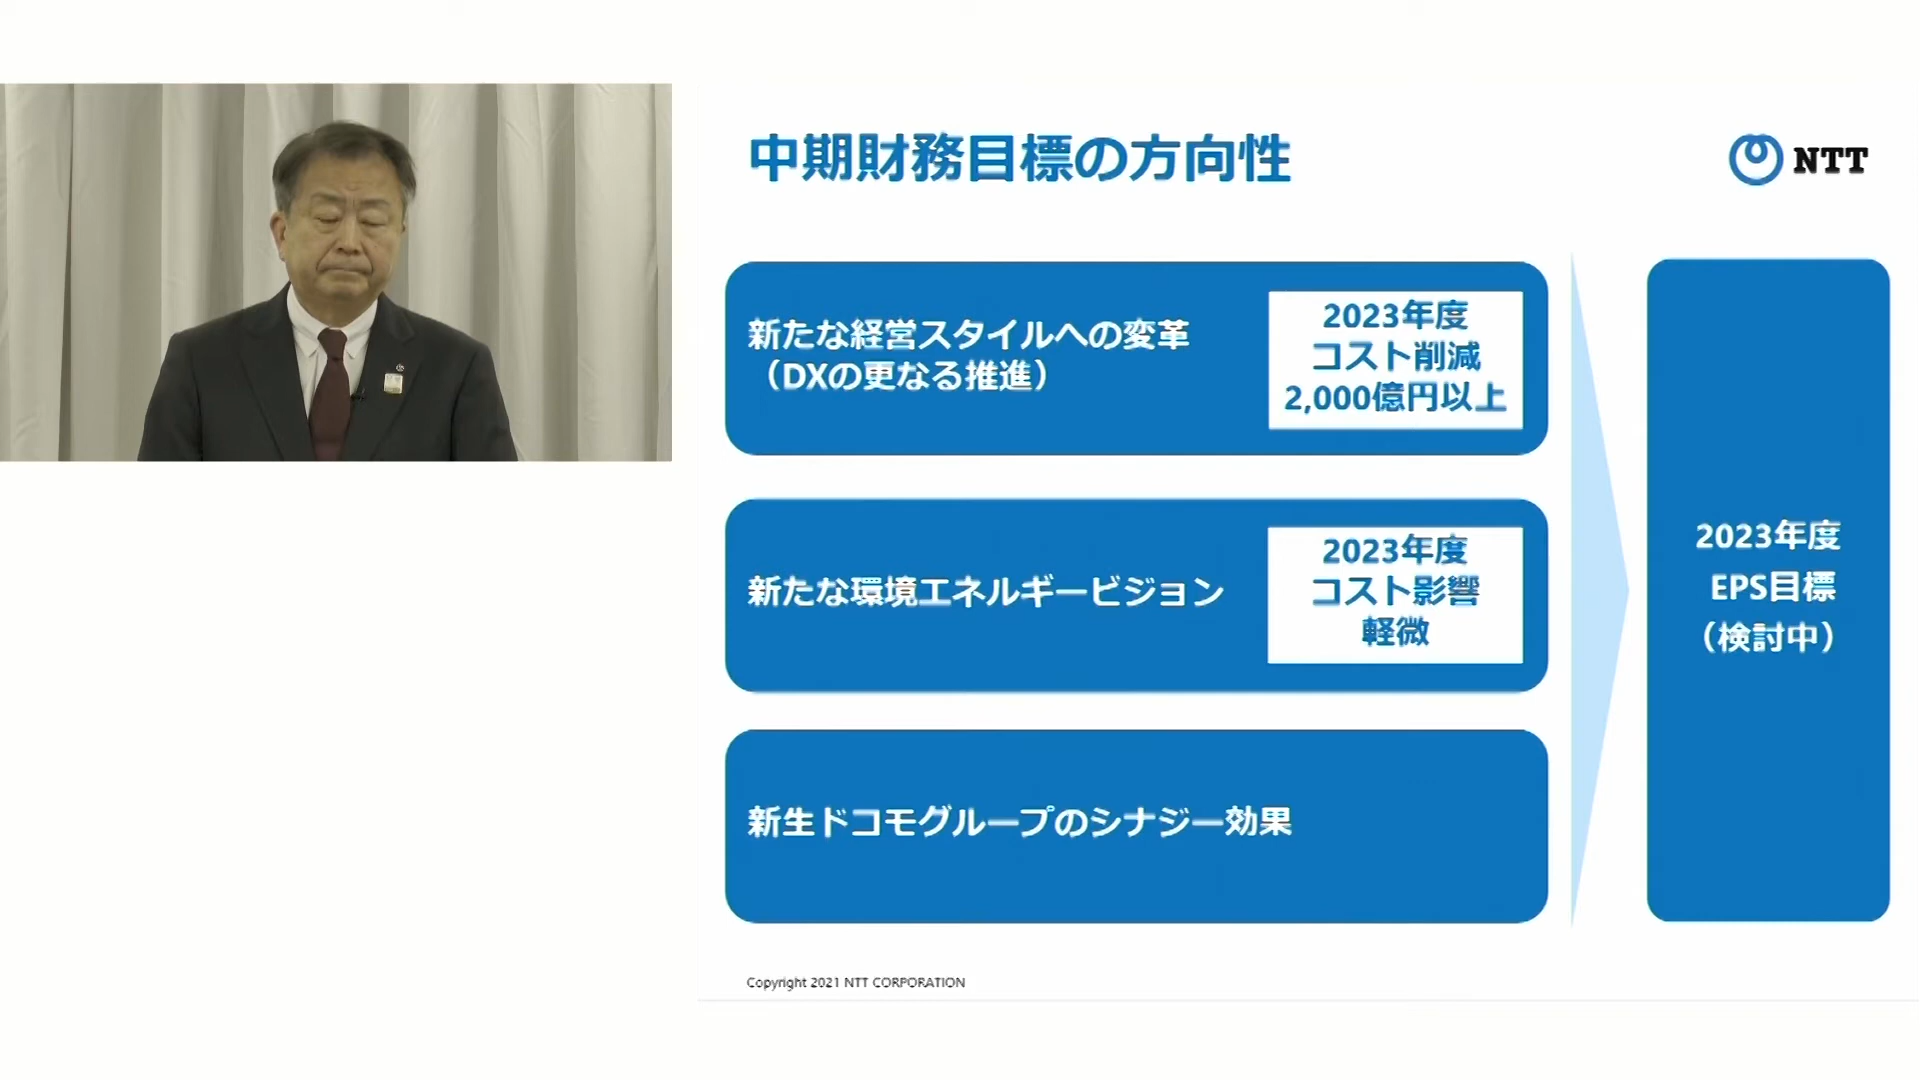 中期財務目標の方向性
NTT
新たな経営スタイルへの変革
（DXの更なる推進）
2023年度
コスト削減
2,000億円以上
新たな環境エネルギービジョン
2023年度
コスト影響
軽微
新生ドコモグループのシナジー効果
2023年度
EPS目標
（検討中）
Copyright 2021 NTT CORPORATION